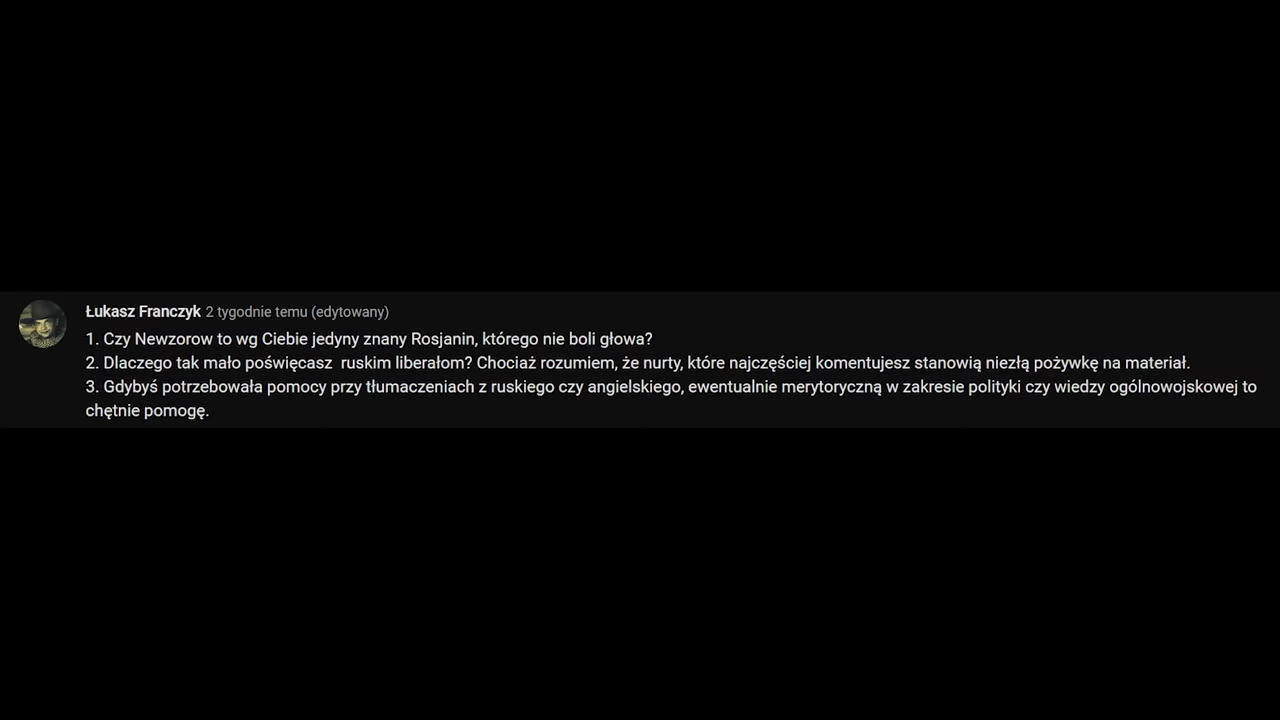 Łukasz Franczyk 2 tygodnie temu (edytowany)
1. Czy Newzorow to wg Ciebie jedyny znany Rosjanin, którego nie boli głowa?
2. Dlaczego tak mało poświęcasz  ruskim liberałom? Chociaż rozumiem, że nurty, które najczęściej komentujesz stanowią niezłą pożywkę na materiał.
3. Gdybyś potrzebowała pomocy przy tłumaczeniach z ruskiego czy angielskiego, ewentualnie merytoryczną w zakresie polityki czy wiedzy ogólnowojskowej to
chętnie pomogę.